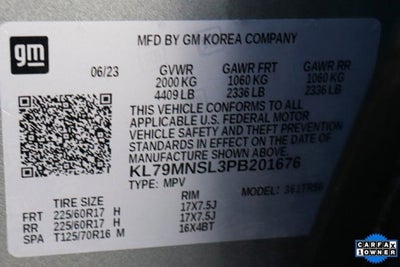 gm
MFD BY GM KOREA COMPANY
06/23 GVWR GAWR FRT GAWR RR
2000 KG 1060 KG 1060 KG
4409 LB 2336 LB 2336 LB
THIS VEHICLE CONFORMS TO ALL
APPLICABLE U.S. FEDERAL MOTOR
VEHICLE SAFETY AND THEFT PREVENTION
STANDARDS IN EFFECT ON THE DATE OF
MANUFACTURE SHOWN ABOVE.
KL79MNSL3PB201676
TYPE: MPV MODEL:
TIRE SIZE RIM
FRT 225/60R17 H 17X7.5J
RR 225/60R17 H 17X7.5J
SPA T125/70R16 M 16X4BT
CARFAX
1OWNER